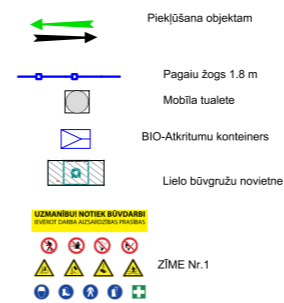 Piekļūšana objektam
Pagaiu žogs 1.8 m
Mobīla tualete
BIO-Atkritumu konteiners
Lielo būvgružu novietne
UZMANĪBU! NOTIEK BŪVDARBI
IEVĒROT DARBA AIZSARDZĪBAS PRASĪBAS
ZĪME Nr.1